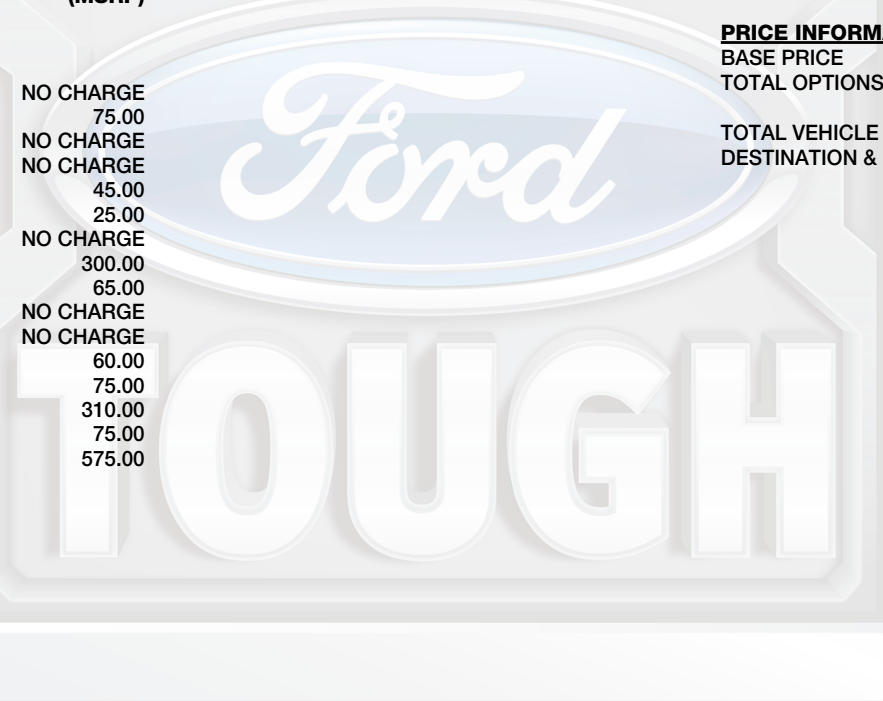 (MSRP)
NO CHARGE
75.00
NO CHARGE
NO CHARGE
45.00
25.00
NO CHARGE
300.00
65.00
NO CHARGE
NO CHARGE
60.00
75.00
310.00
75.00
575.00
PRICE INFORMA
BASE PRICE
TOTAL OPTIONS
TOTAL VEHICLE
DESTINATION &
Ford
TOUGH